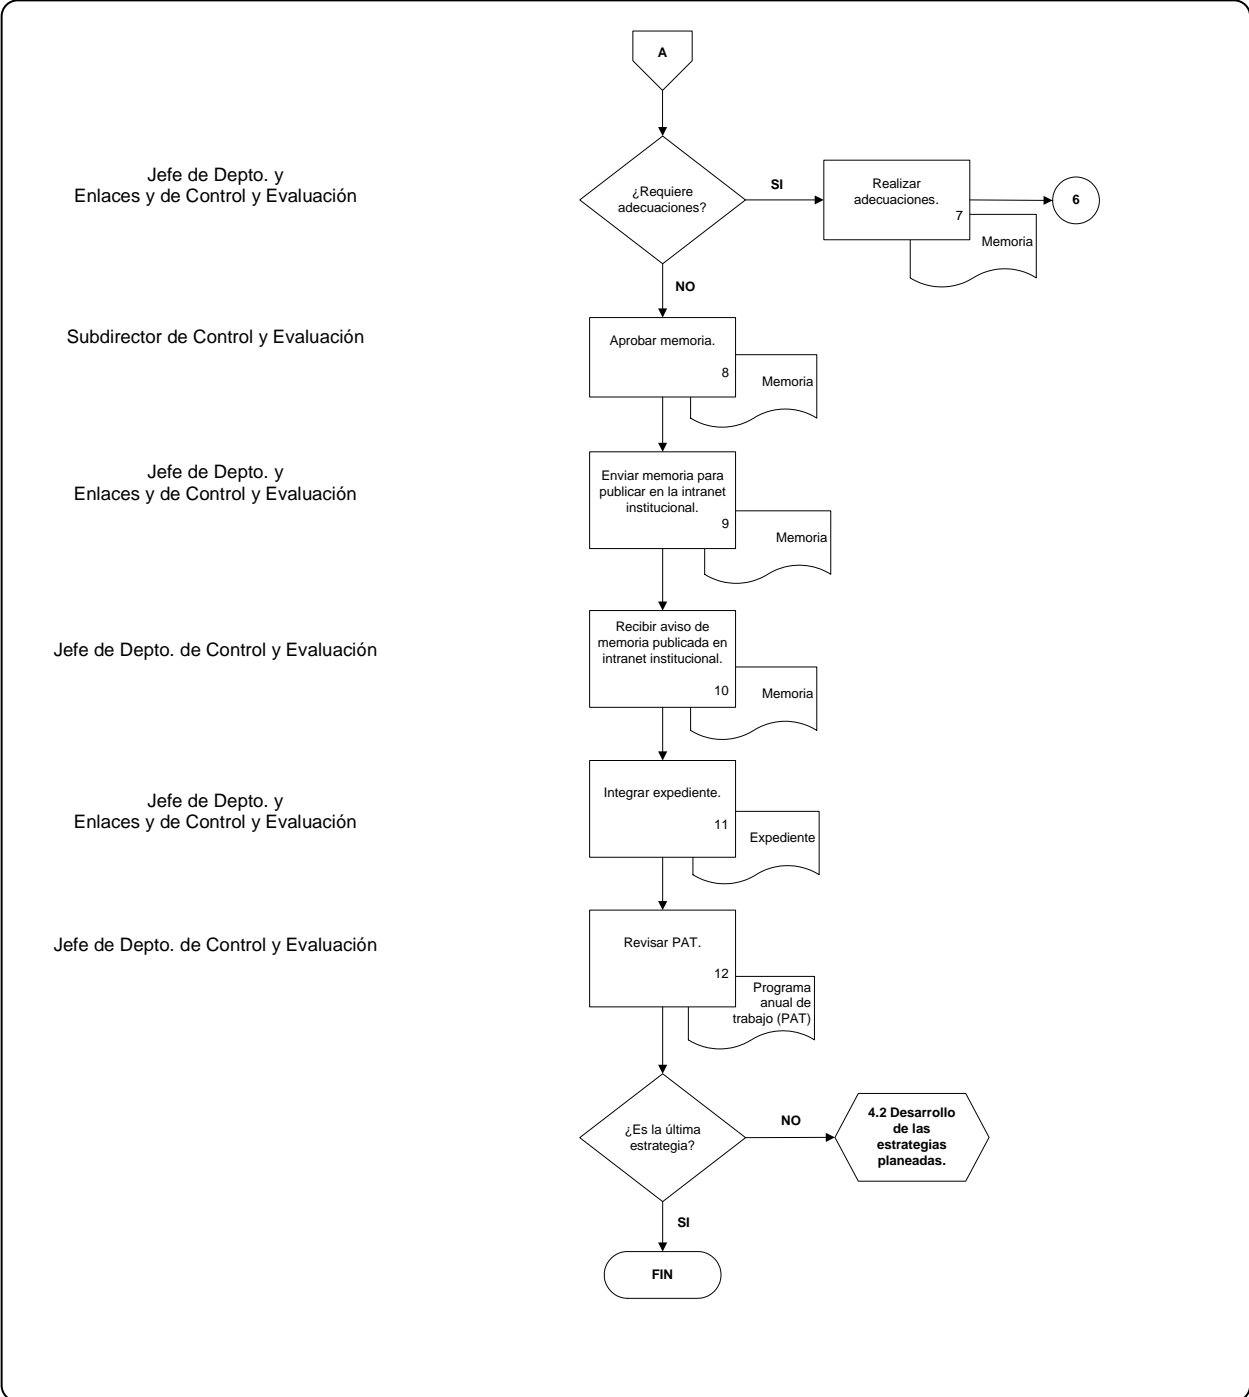 A
Jefe de Depto. y
Enlaces y de Control y Evaluación
¿Requiere
adecuaciones?
SI
Realizar
adecuaciones.
7
Memoria
6
NO
Subdirector de Control y Evaluación
Aprobar memoria.
8
Memoria
Jefe de Depto. y
Enlaces y de Control y Evaluación
Enviar memoria para
publicar en la intranet
institucional.
9
Memoria
Jefe de Depto. de Control y Evaluación
Recibir aviso de
memoria publicada en
intranet institucional.
10
Memoria
Jefe de Depto. y
Enlaces y de Control y Evaluación
Integrar expediente.
11
Expediente
Jefe de Depto. de Control y Evaluación
Revisar PAT.
12
Programa
anual de
trabajo (PAT)
¿Es la última
estrategia?
NO
4.2 Desarrollo
de las
estrategias
planeadas.
SI
FIN